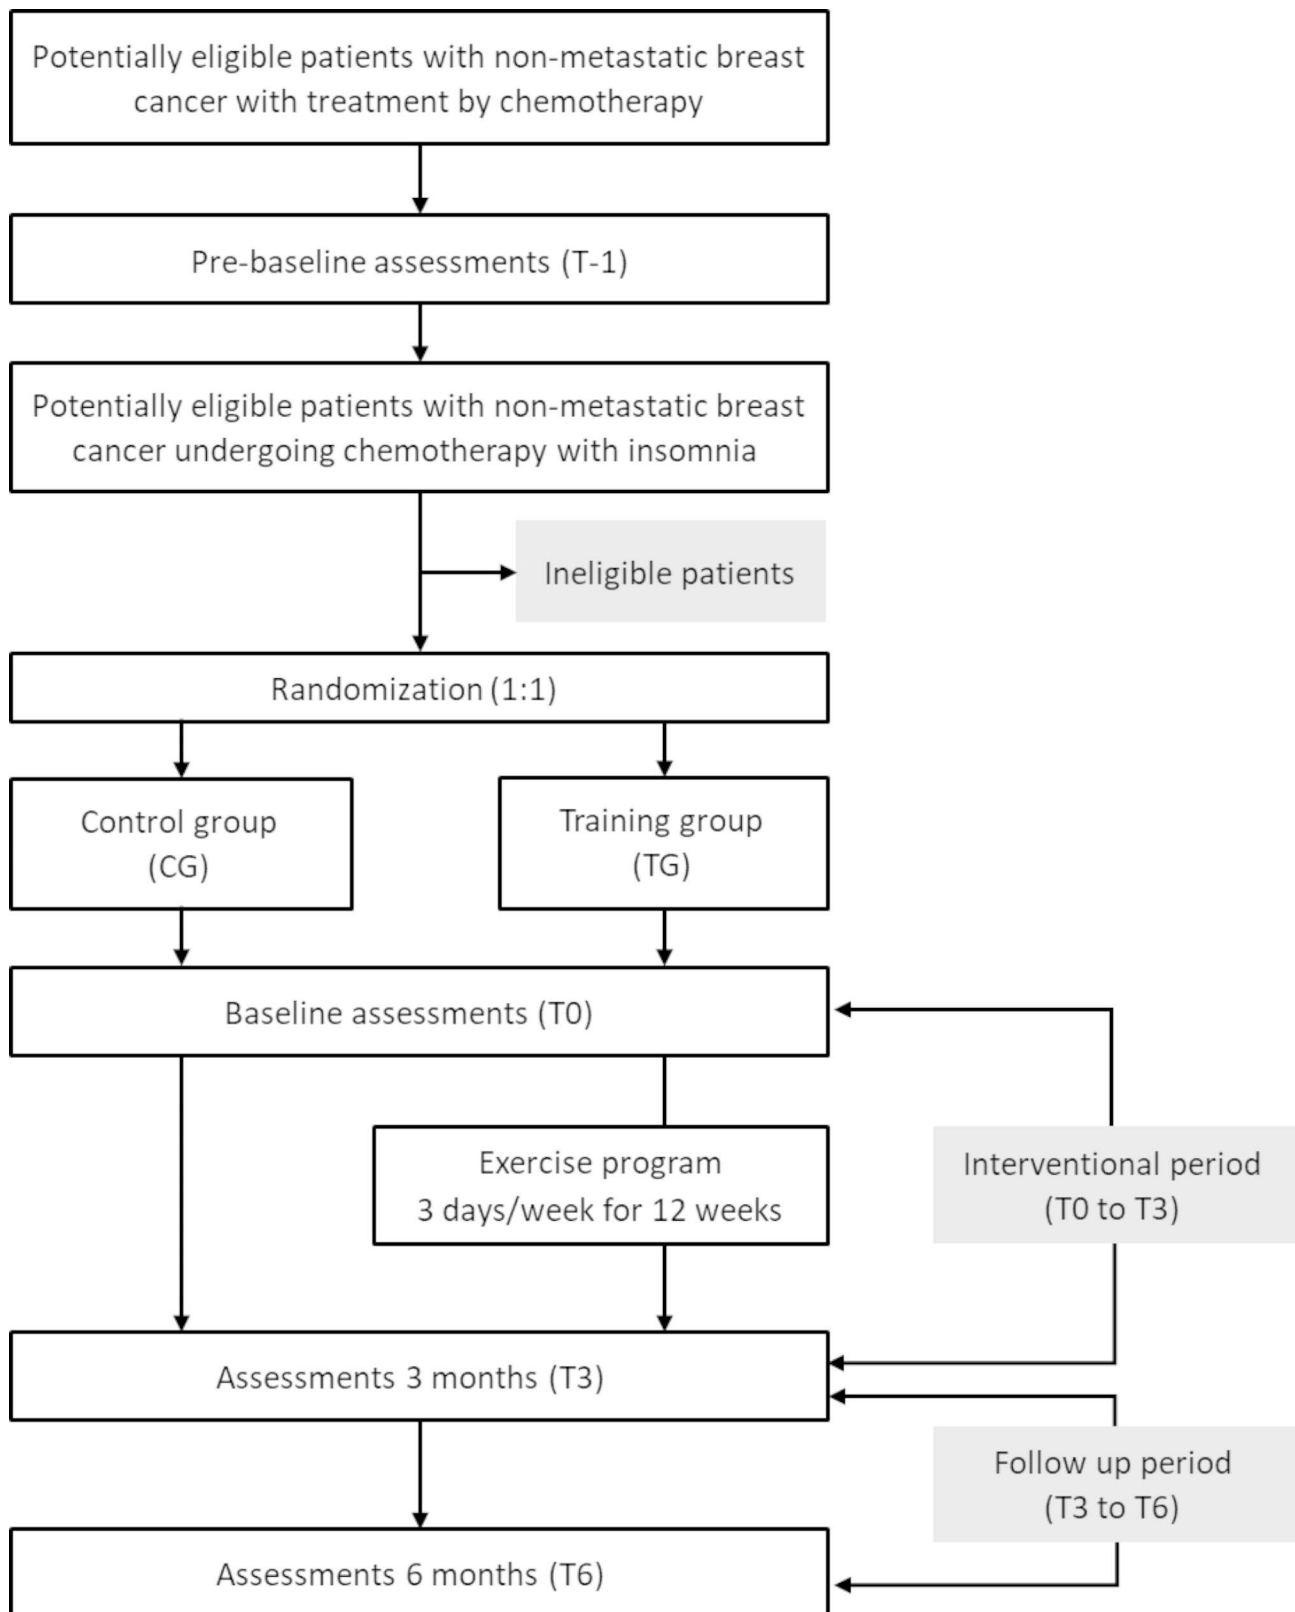 Potentially eligible patients with non-metastatic breast
cancer with treatment by chemotherapy
Pre-baseline assessments (T-1)
Potentially eligible patients with non-metastatic breast
cancer undergoing chemotherapy with insomnia
Ineligible patients
Randomization (1:1)
Control group
(CG)
Training group
(TG)
Baseline assessments (T0)
Exercise program
3 days/week for 12 weeks
Interventional period
(T0 to T3)
Assessments 3 months (T3)
Follow up period
(T3 to T6)
Assessments 6 months (T6)